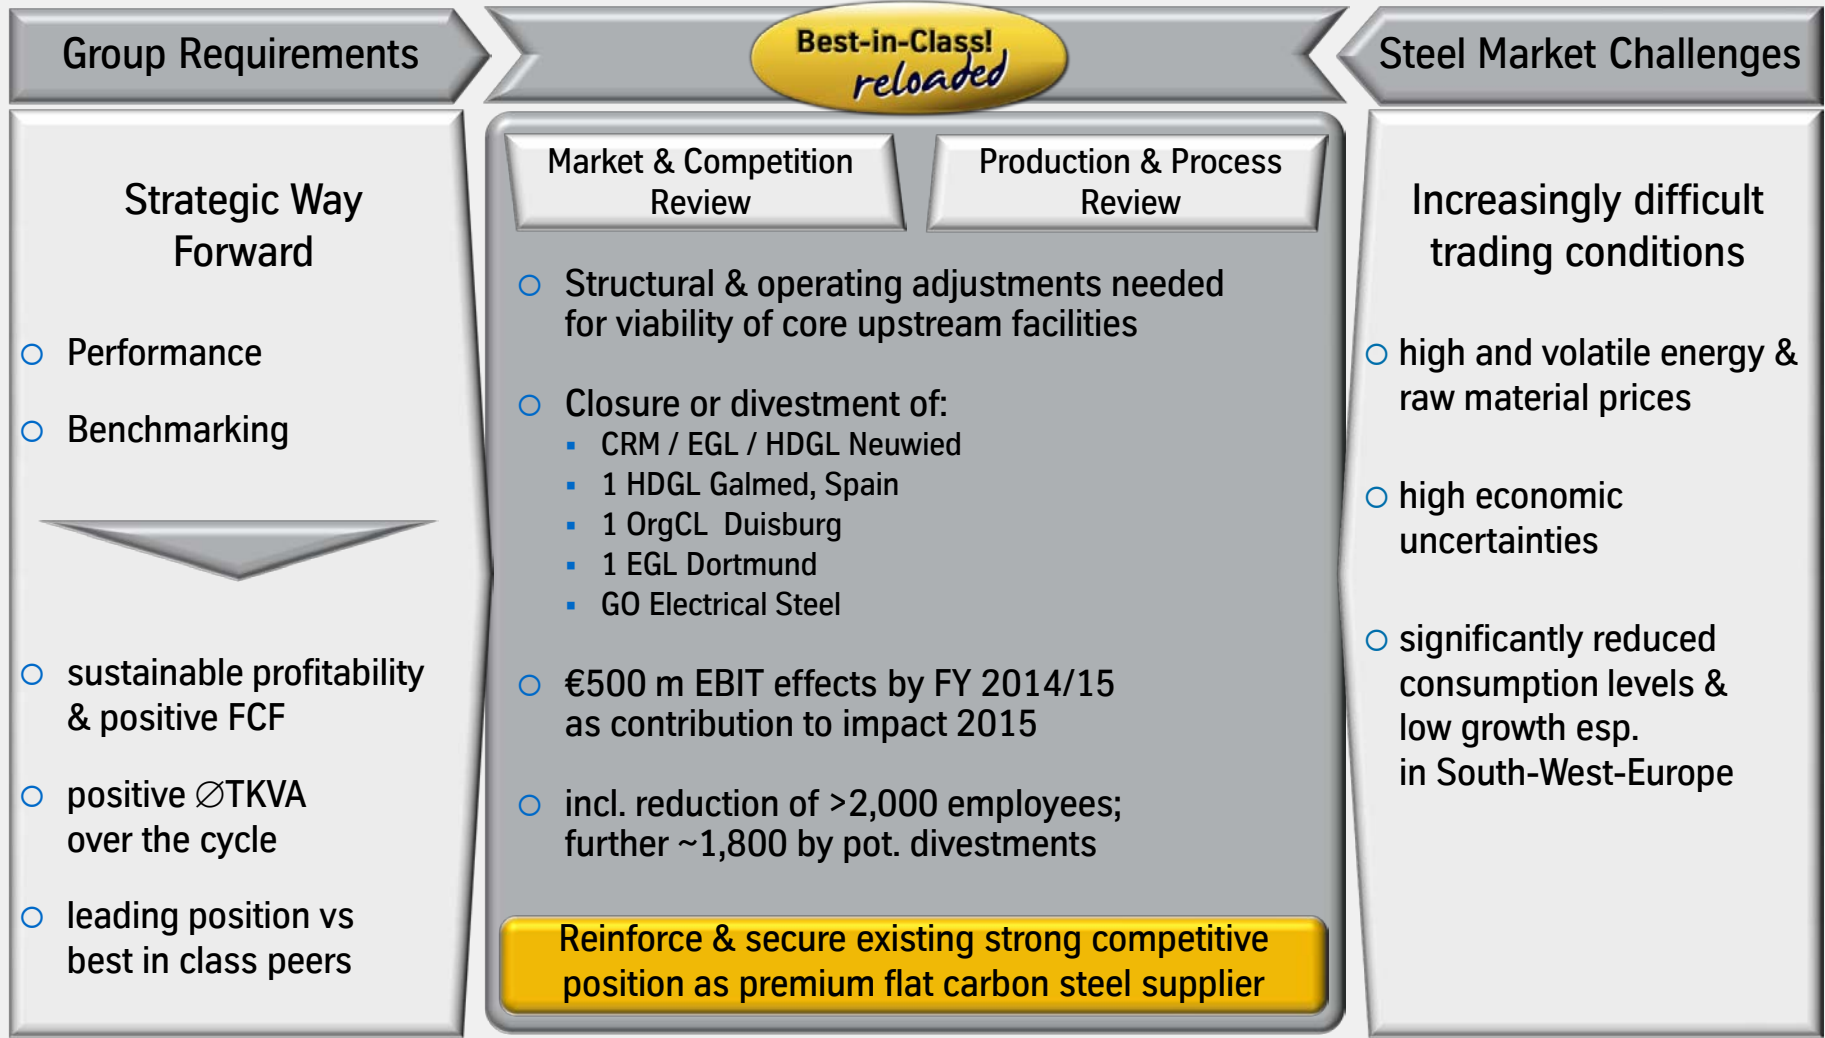 Group Requirements
Strategic Way
Forward
Performance
Benchmarking
sustainable profitability
& positive FCF
positive ∅TKVA
over the cycle
leading position vs
best in class peers
Best-in-Class!
reloaded
Market & Competition
Review
Production & Process
Review
Structural & operating adjustments needed
for viability of core upstream facilities
Closure or divestment of:
CRM / EGL / HDGL Neuwied
1 HDGL Galmed, Spain
1 OrgCL Duisburg
1 EGL Dortmund
GO Electrical Steel
€500 m EBIT effects by FY 2014/15
as contribution to impact 2015
incl. reduction of >2,000 employees;
further ~1,800 by pot. divestments
Reinforce & secure existing strong competitive
position as premium flat carbon steel supplier
Steel Market Challenges
Increasingly difficult
trading conditions
high and volatile energy &
raw material prices
high economic
uncertainties
significantly reduced
consumption levels &
low growth esp.
in South-West-Europe